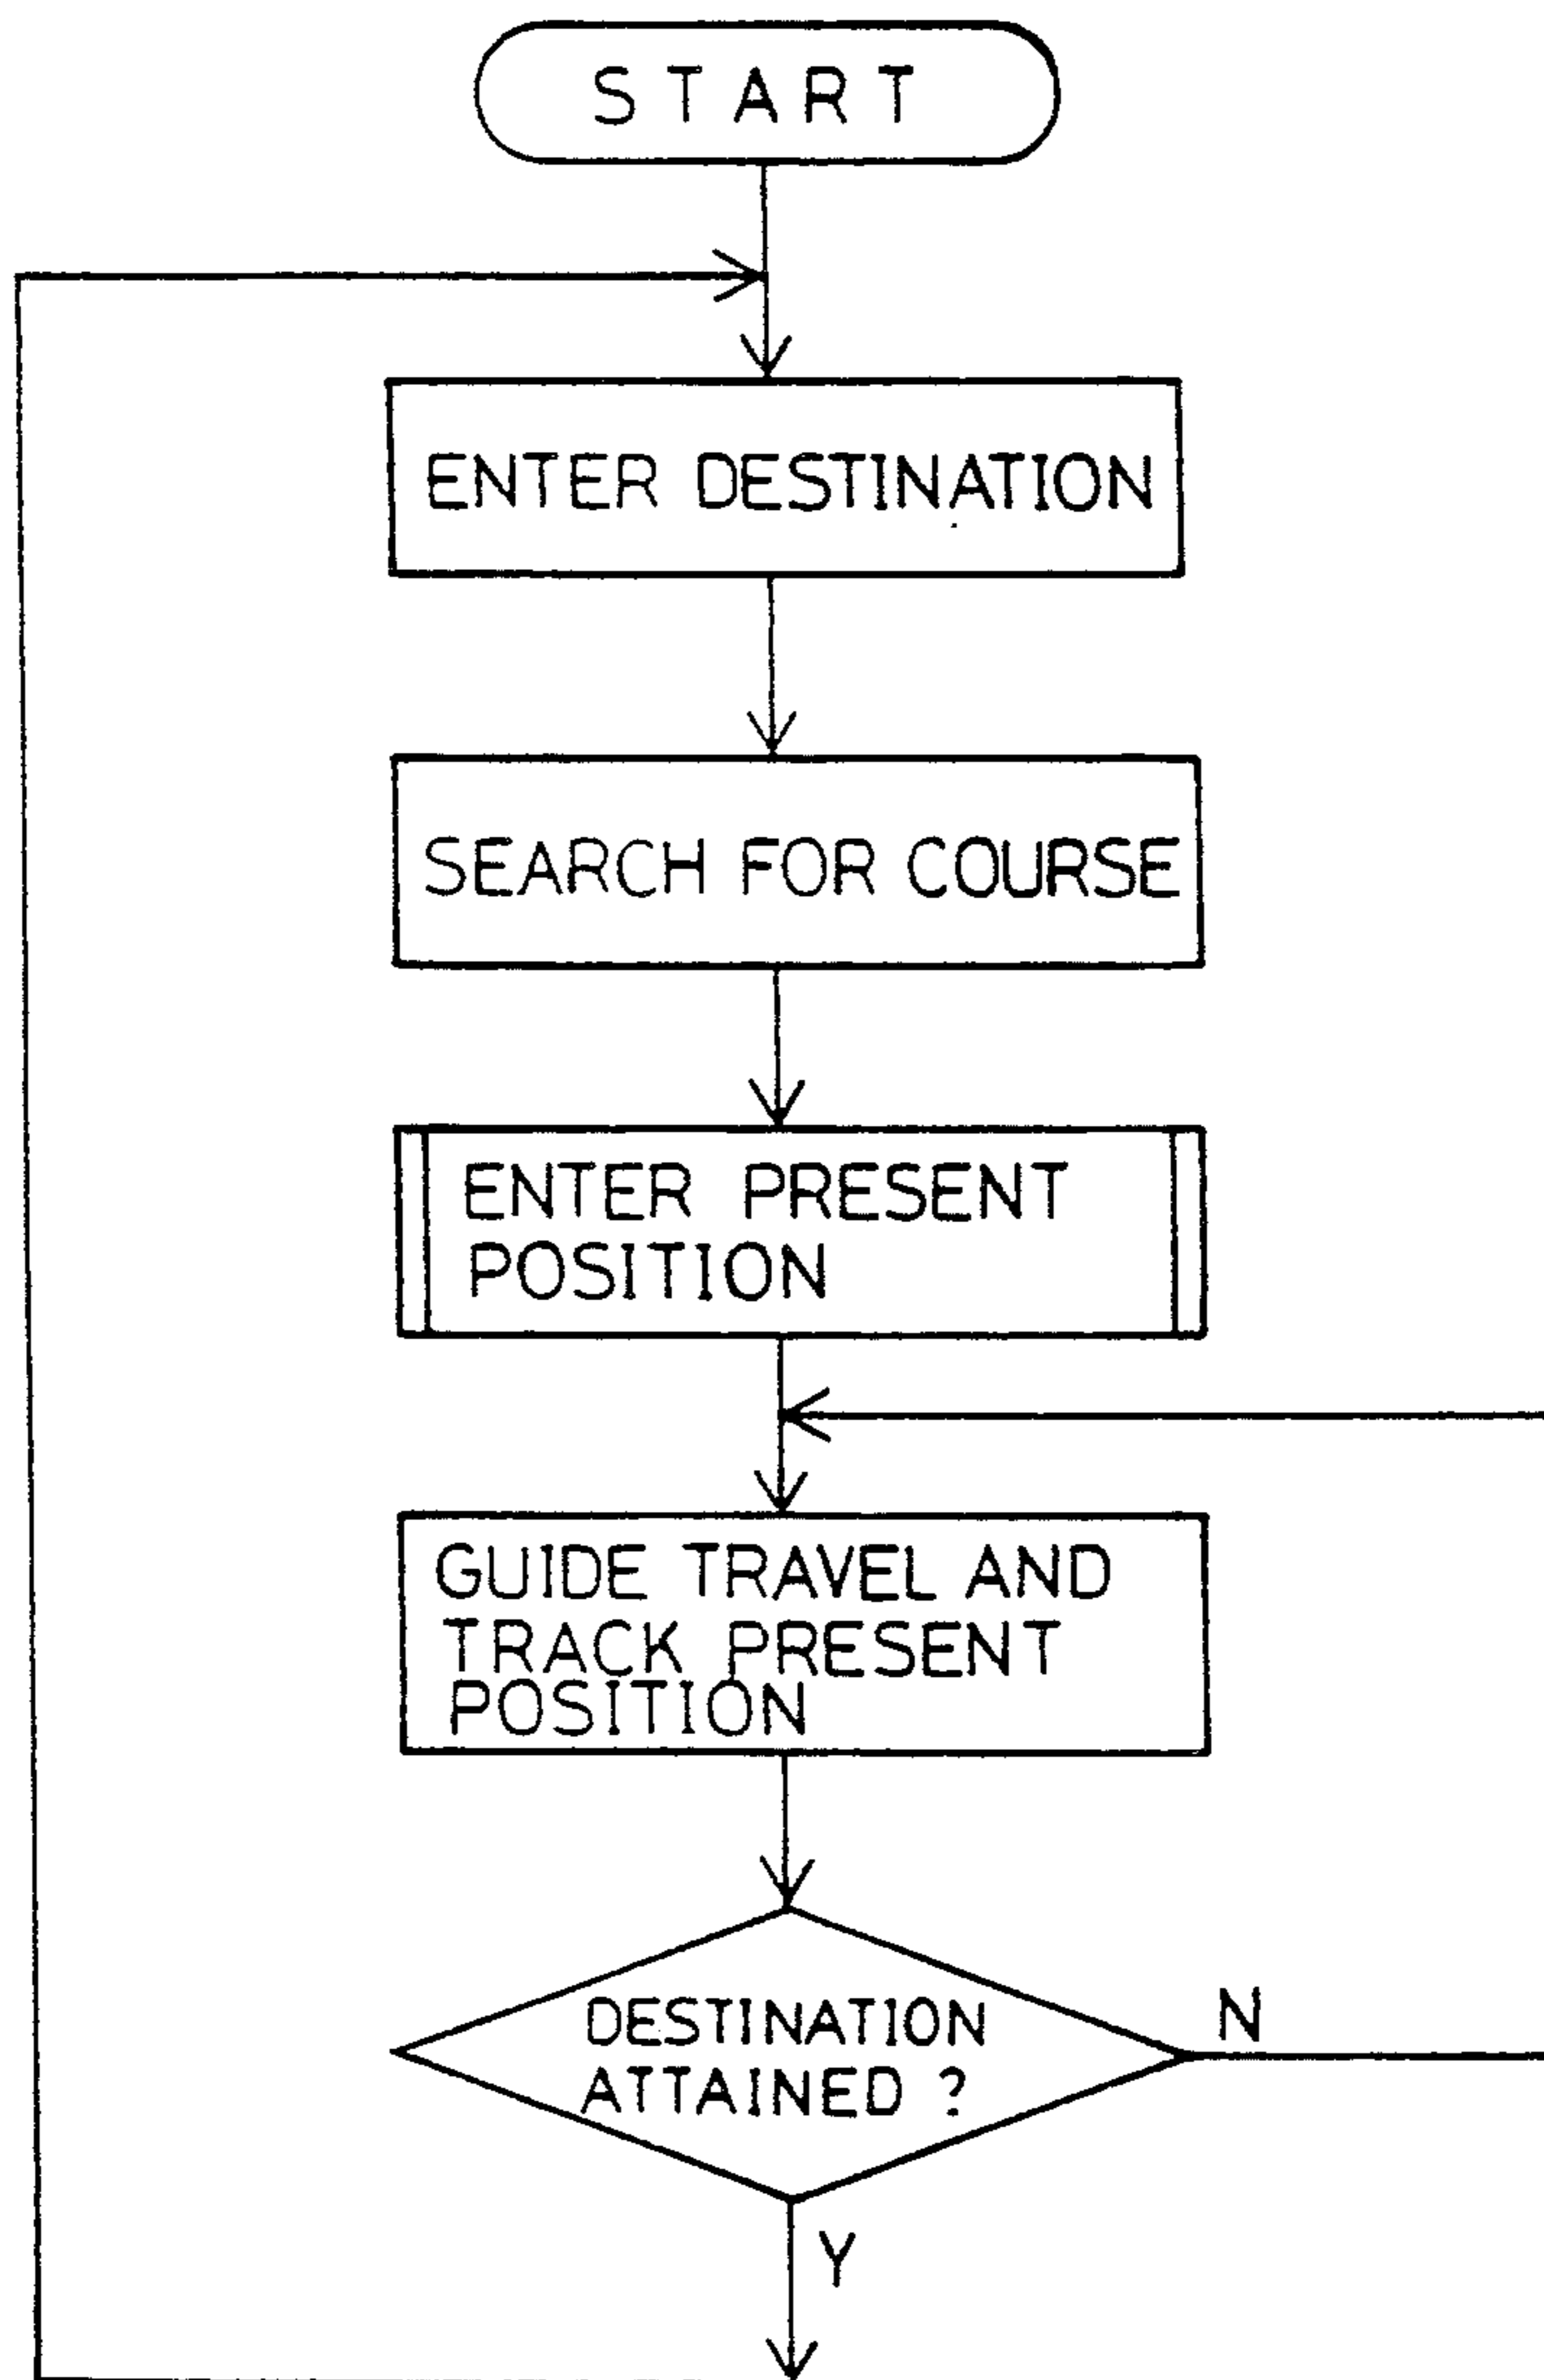 START
ENTER DESTINATION
SEARCH FOR COURSE
ENTER PRESENT
POSITION
GUIDE TRAVEL AND
TRACK PRESENT
POSITION
DESTINATION
ATTAINED ?
N
Y